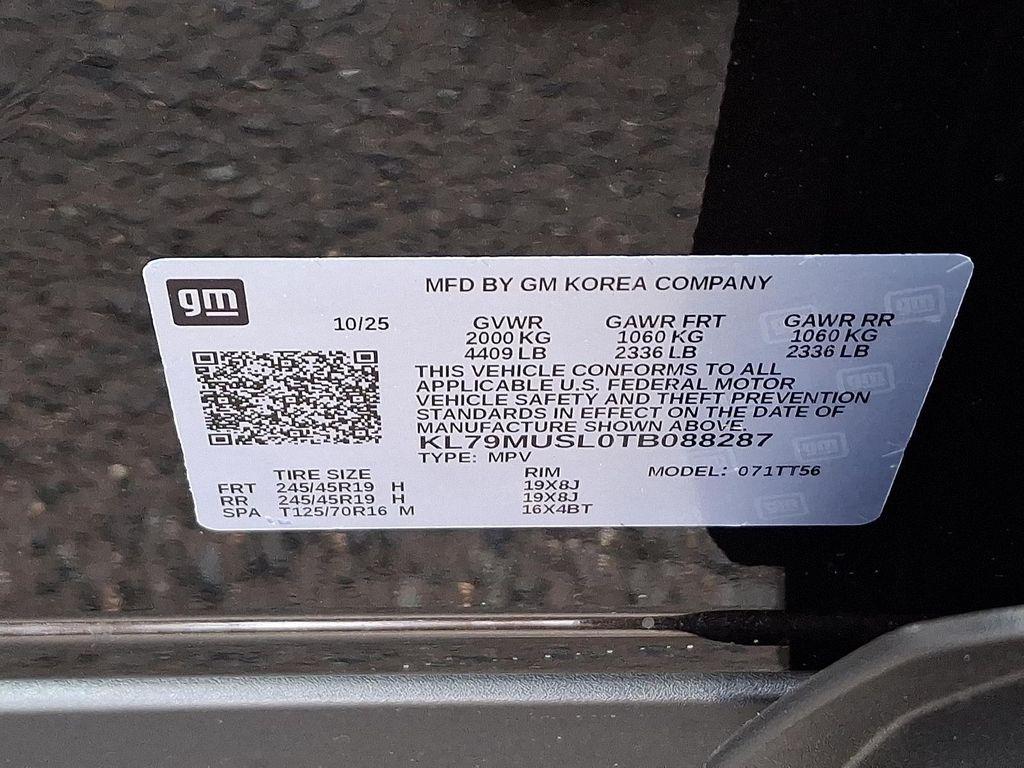 gm
MFD BY GM KOREA COMPANY
10/25 GVWR GAWR FRT GAWR RR
2000 KG 1060 KG 1060 KG
4409 LB 2336 LB 2336 LB
THIS VEHICLE CONFORMS TO ALL
APPLICABLE U.S. FEDERAL MOTOR
VEHICLE SAFETY AND THEFT PREVENTION
STANDARDS IN EFFECT ON THE DATE OF
MANUFACTURE SHOWN ABOVE.
KL79MUSL0TB088287
TYPE: MPV
TIRE SIZE RIM MODEL: 071TT56
FRT 245/45R19 H 19X8J
RR 245/45R19 H 19X8J
SPA T125/70R16 M 16X4BT